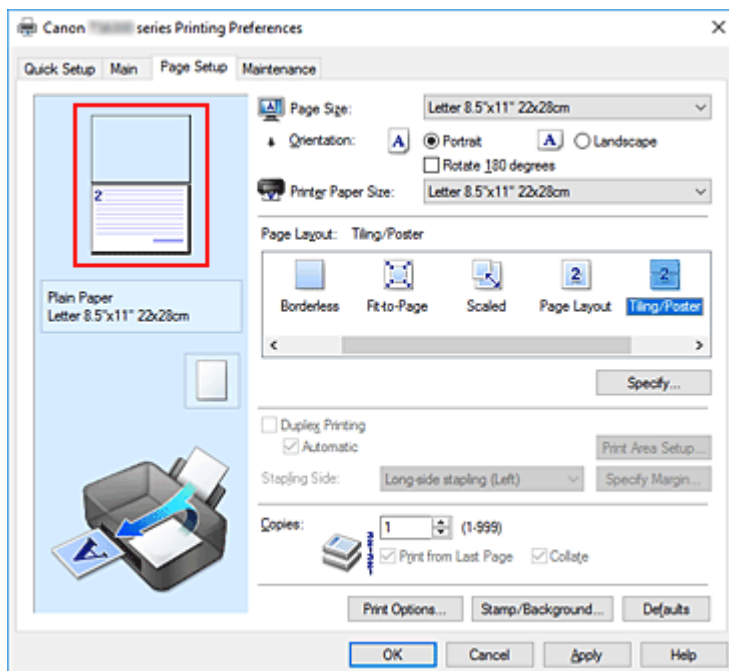 Canon series Printing Preferences
Quick Setup Main Page Setup Maintenance
2
Plain Paper
Letter 8.5"x11" 22x28cm
A
Page Size: Letter 8.5"x11" 22x28cm
Orientation: A Portrait A Landscape
Rotate 180 degrees
Printer Paper Size: Letter 8.5"x11" 22x28cm
Page Layout: Tiling/Poster
2 2
Borderless Fit-to-Page Scaled Page Layout Tiling/Poster
Specify...
Duplex Printing
Automatic Print Area Setup...
Stapling Side: Long-side stapling (Left) Specify Margin...
Copies: 1 (1-999)
Print from Last Page Collate
Print Options... Stamp/Background... Defaults
OK Cancel Apply Help